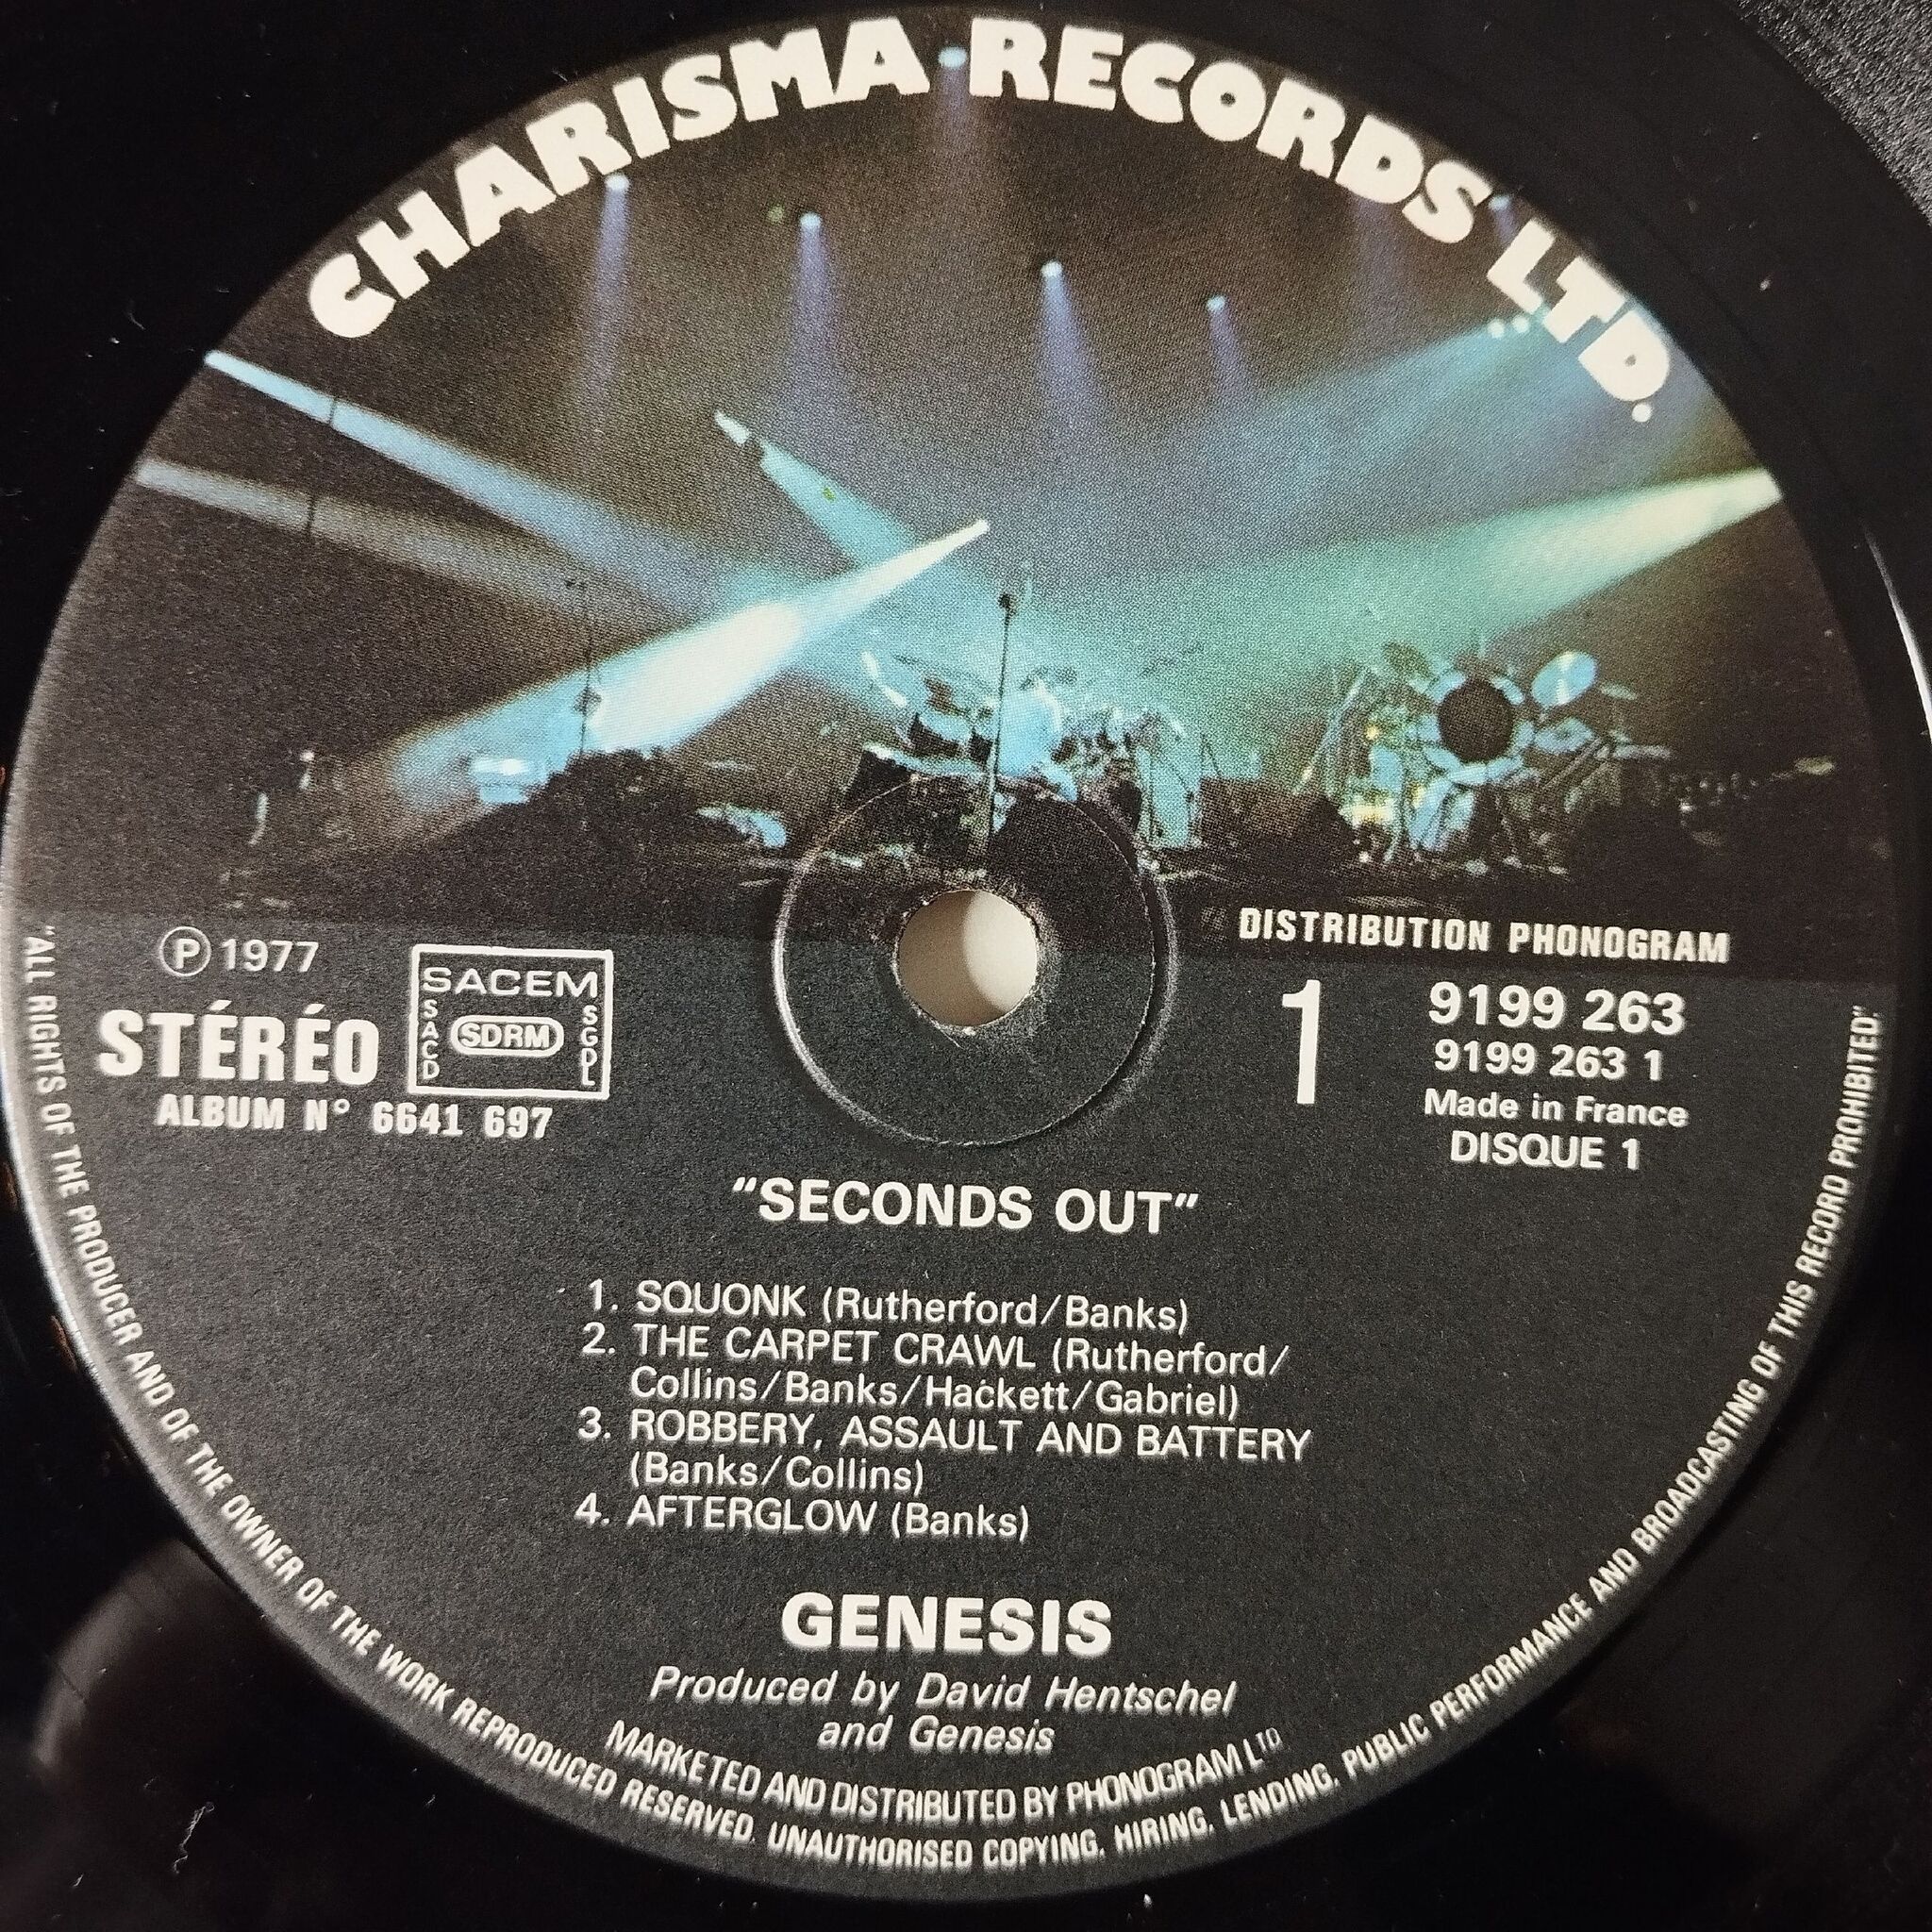 CHARISMA RECORDS LTD.
℗ 1977
STÉRÉO
SACEM
SACD
SDRM
SGDL
ALBUM N° 6641 697
DISTRIBUTION PHONOGRAM
1
9199 263
9199 263 1
Made in France
DISQUE 1
"SECONDS OUT"
1. SQUONK (Rutherford/Banks)
2. THE CARPET CRAWL (Rutherford/
Collins/Banks/Hackett/Gabriel)
3. ROBBERY, ASSAULT AND BATTERY
(Banks/Collins)
4. AFTERGLOW (Banks)
GENESIS
Produced by David Hentschel
and Genesis
MARKETED AND DISTRIBUTED BY PHONOGRAM LTD
"ALL RIGHTS OF THE PRODUCER AND OF THE OWNER OF THE WORK REPRODUCED RESERVED. UNAUTHORISED COPYING, HIRING, LENDING, PUBLIC PERFORMANCE AND BROADCASTING OF THIS RECORD PROHIBITED."